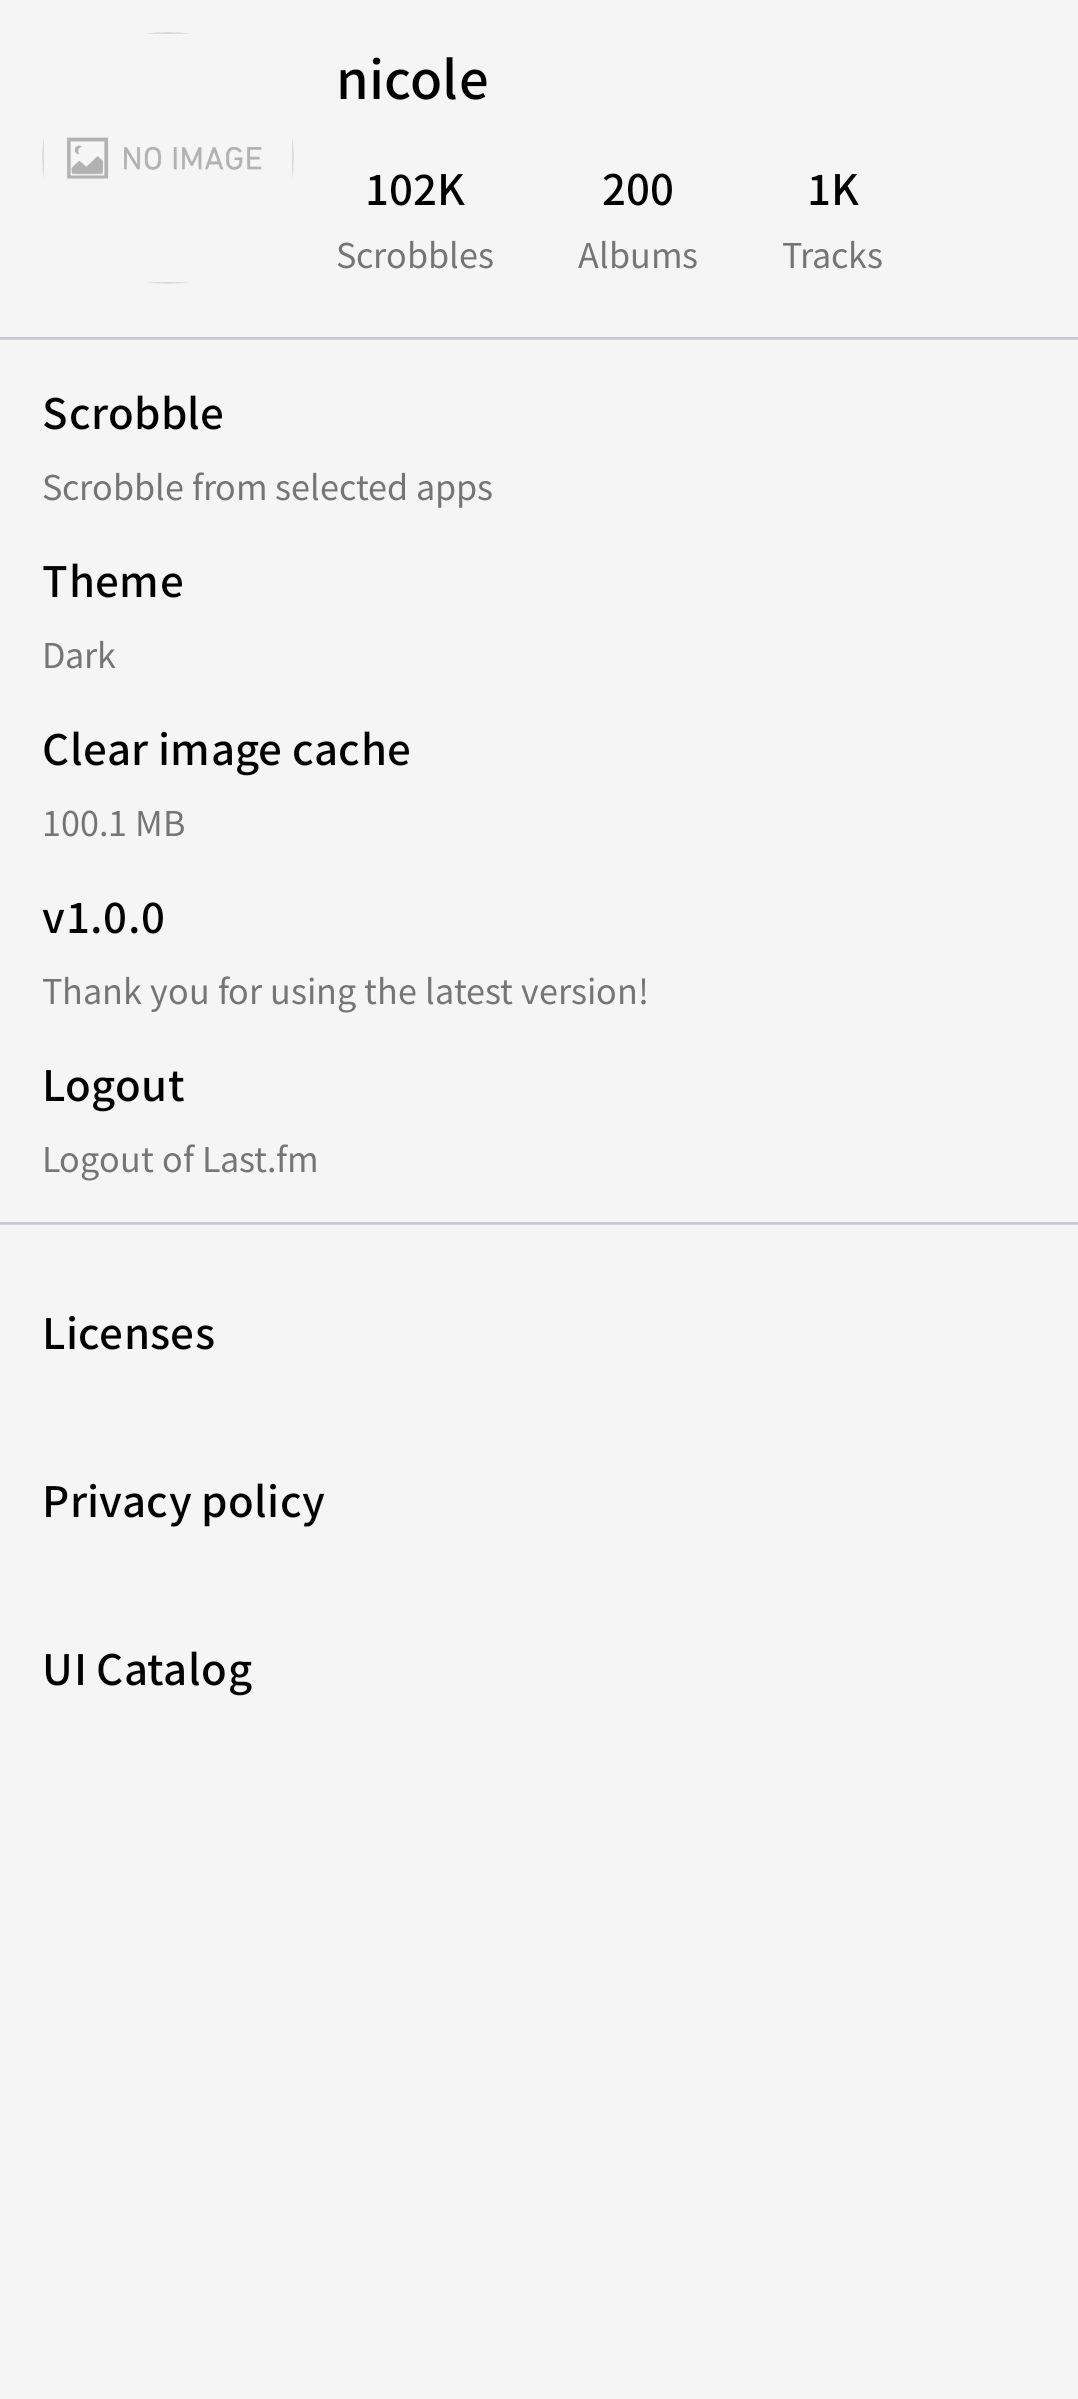 nicole
NO IMAGE
102K 200 1K
Scrobbles Albums Tracks
Scrobble
Scrobble from selected apps
Theme
Dark
Clear image cache
100.1 MB
v1.0.0
Thank you for using the latest version!
Logout
Logout of Last.fm
Licenses
Privacy policy
UI Catalog